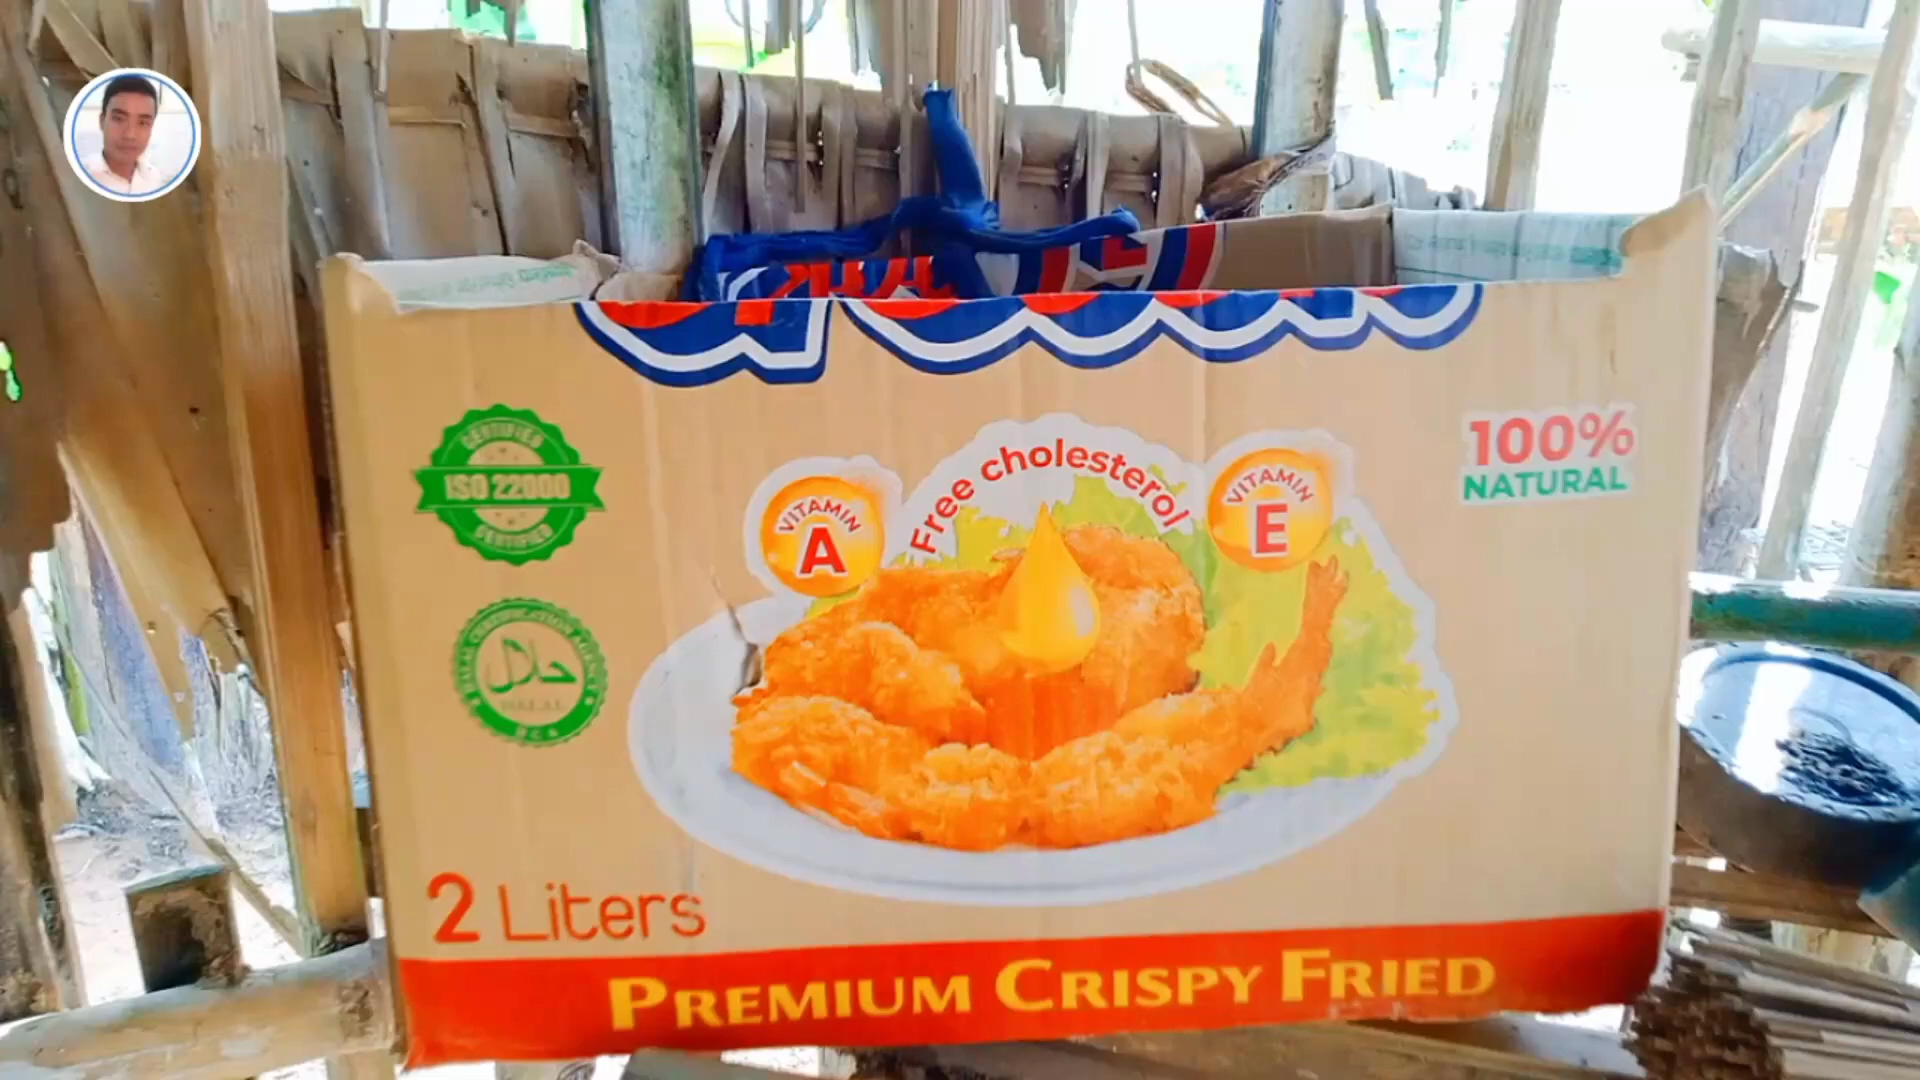 CERTIFIED
ISO 22000
CERTIFIED
حلال
HALAL
VITAMIN
A
Free cholesterol
VITAMIN
E
100%
NATURAL
2 Liters
PREMIUM CRISPY FRIED